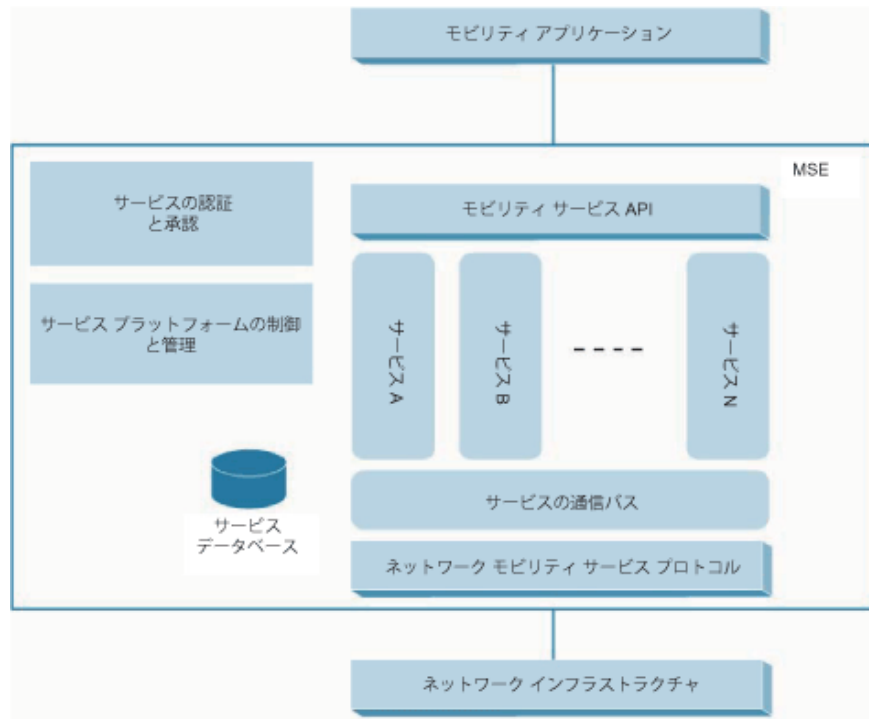 モビリティ アプリケーション
MSE
サービスの認証
と承認
モビリティ サービス API
サービス プラットフォームの制御
と管理
サービス A
サービス B
サービス N
サービス
データベース
サービスの通信バス
ネットワーク モビリティ サービス プロトコル
ネットワーク インフラストラクチャ